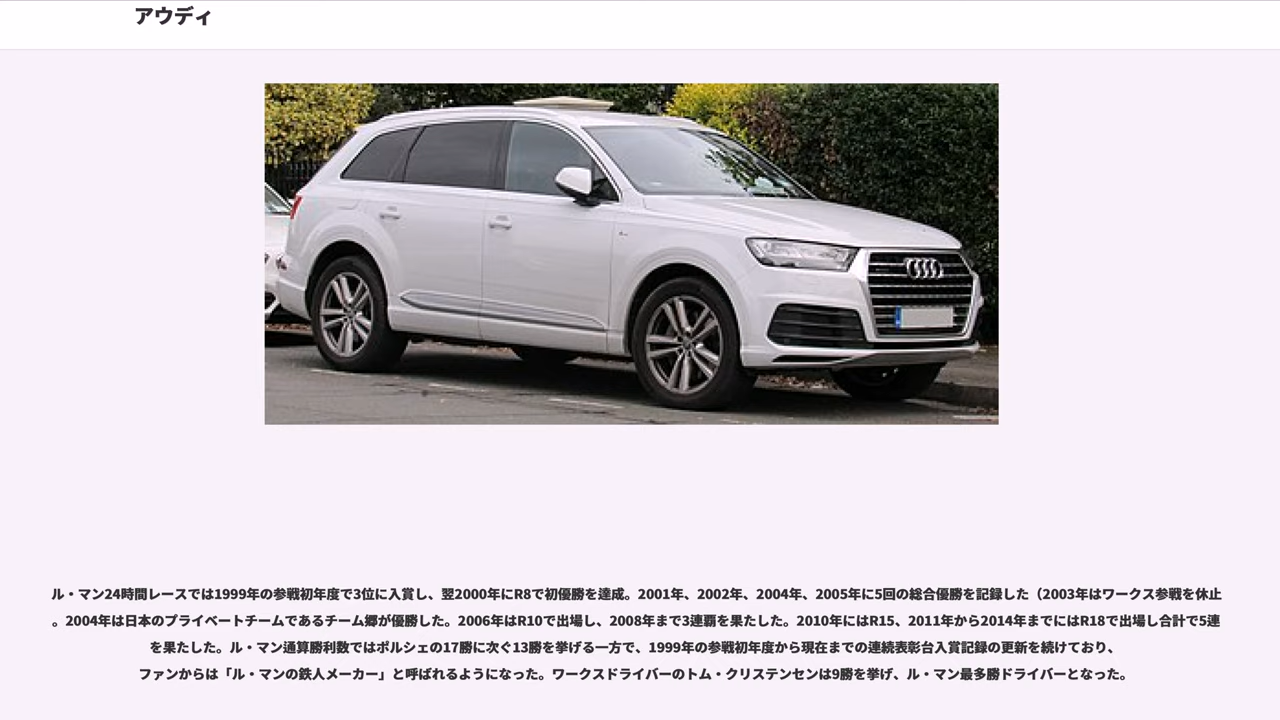 アウディ
ル・マン24時間レースでは1999年の参戦初年度で3位に入賞し、翌2000年にR8で初優勝を達成。2001年、2002年、2004年、2005年に5回の総合優勝を記録した（2003年はワークス参戦を休止
。2004年は日本のプライベートチームであるチーム郷が優勝した。2006年はR10で出場し、2008年まで3連覇を果たした。2010年にはR15、2011年から2014年までにはR18で出場し合計で5連
を果たした。ル・マン通算勝利数ではポルシェの17勝に次ぐ13勝を挙げる一方で、1999年の参戦初年度から現在までの連続表彰台入賞記録の更新を続けており、
ファンからは「ル・マンの鉄人メーカー」と呼ばれるようになった。ワークスドライバーのトム・クリステンセンは9勝を挙げ、ル・マン最多勝ドライバーとなった。